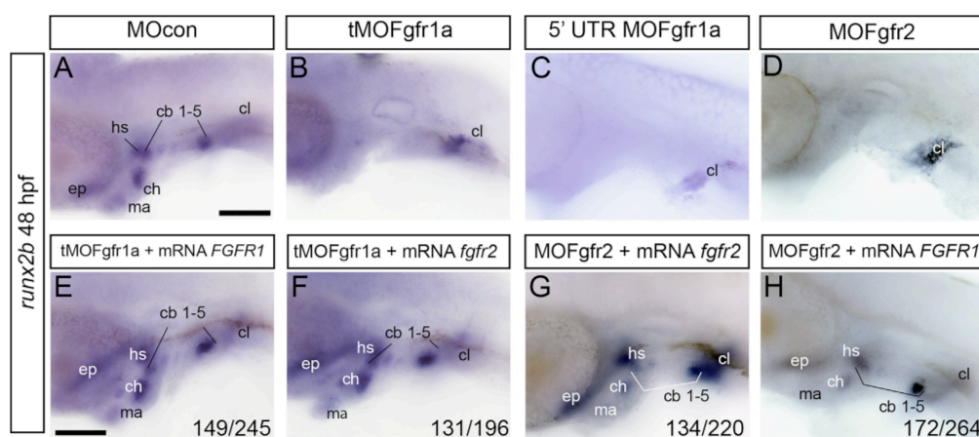 MOcon
tMOFgfr1a
5' UTR MOFgfr1a
MOFgfr2
runx2b 48 hpf
A
hs
cb 1-5
cl
ep
ch
ma
B
cl
C
cl
D
cl
tMOFgfr1a + mRNA FGFR1
tMOFgfr1a + mRNA fgfr2
MOFgfr2 + mRNA fgfr2
MOFgfr2 + mRNA FGFR1
E
cb 1-5
hs
cl
ep
ch
ma
149/245
F
cb 1-5
hs
cl
ep
ch
ma
131/196
G
hs
cl
ch
ep
cb 1-5
ma
134/220
H
hs
ep
cl
ch
ma
cb 1-5
172/264